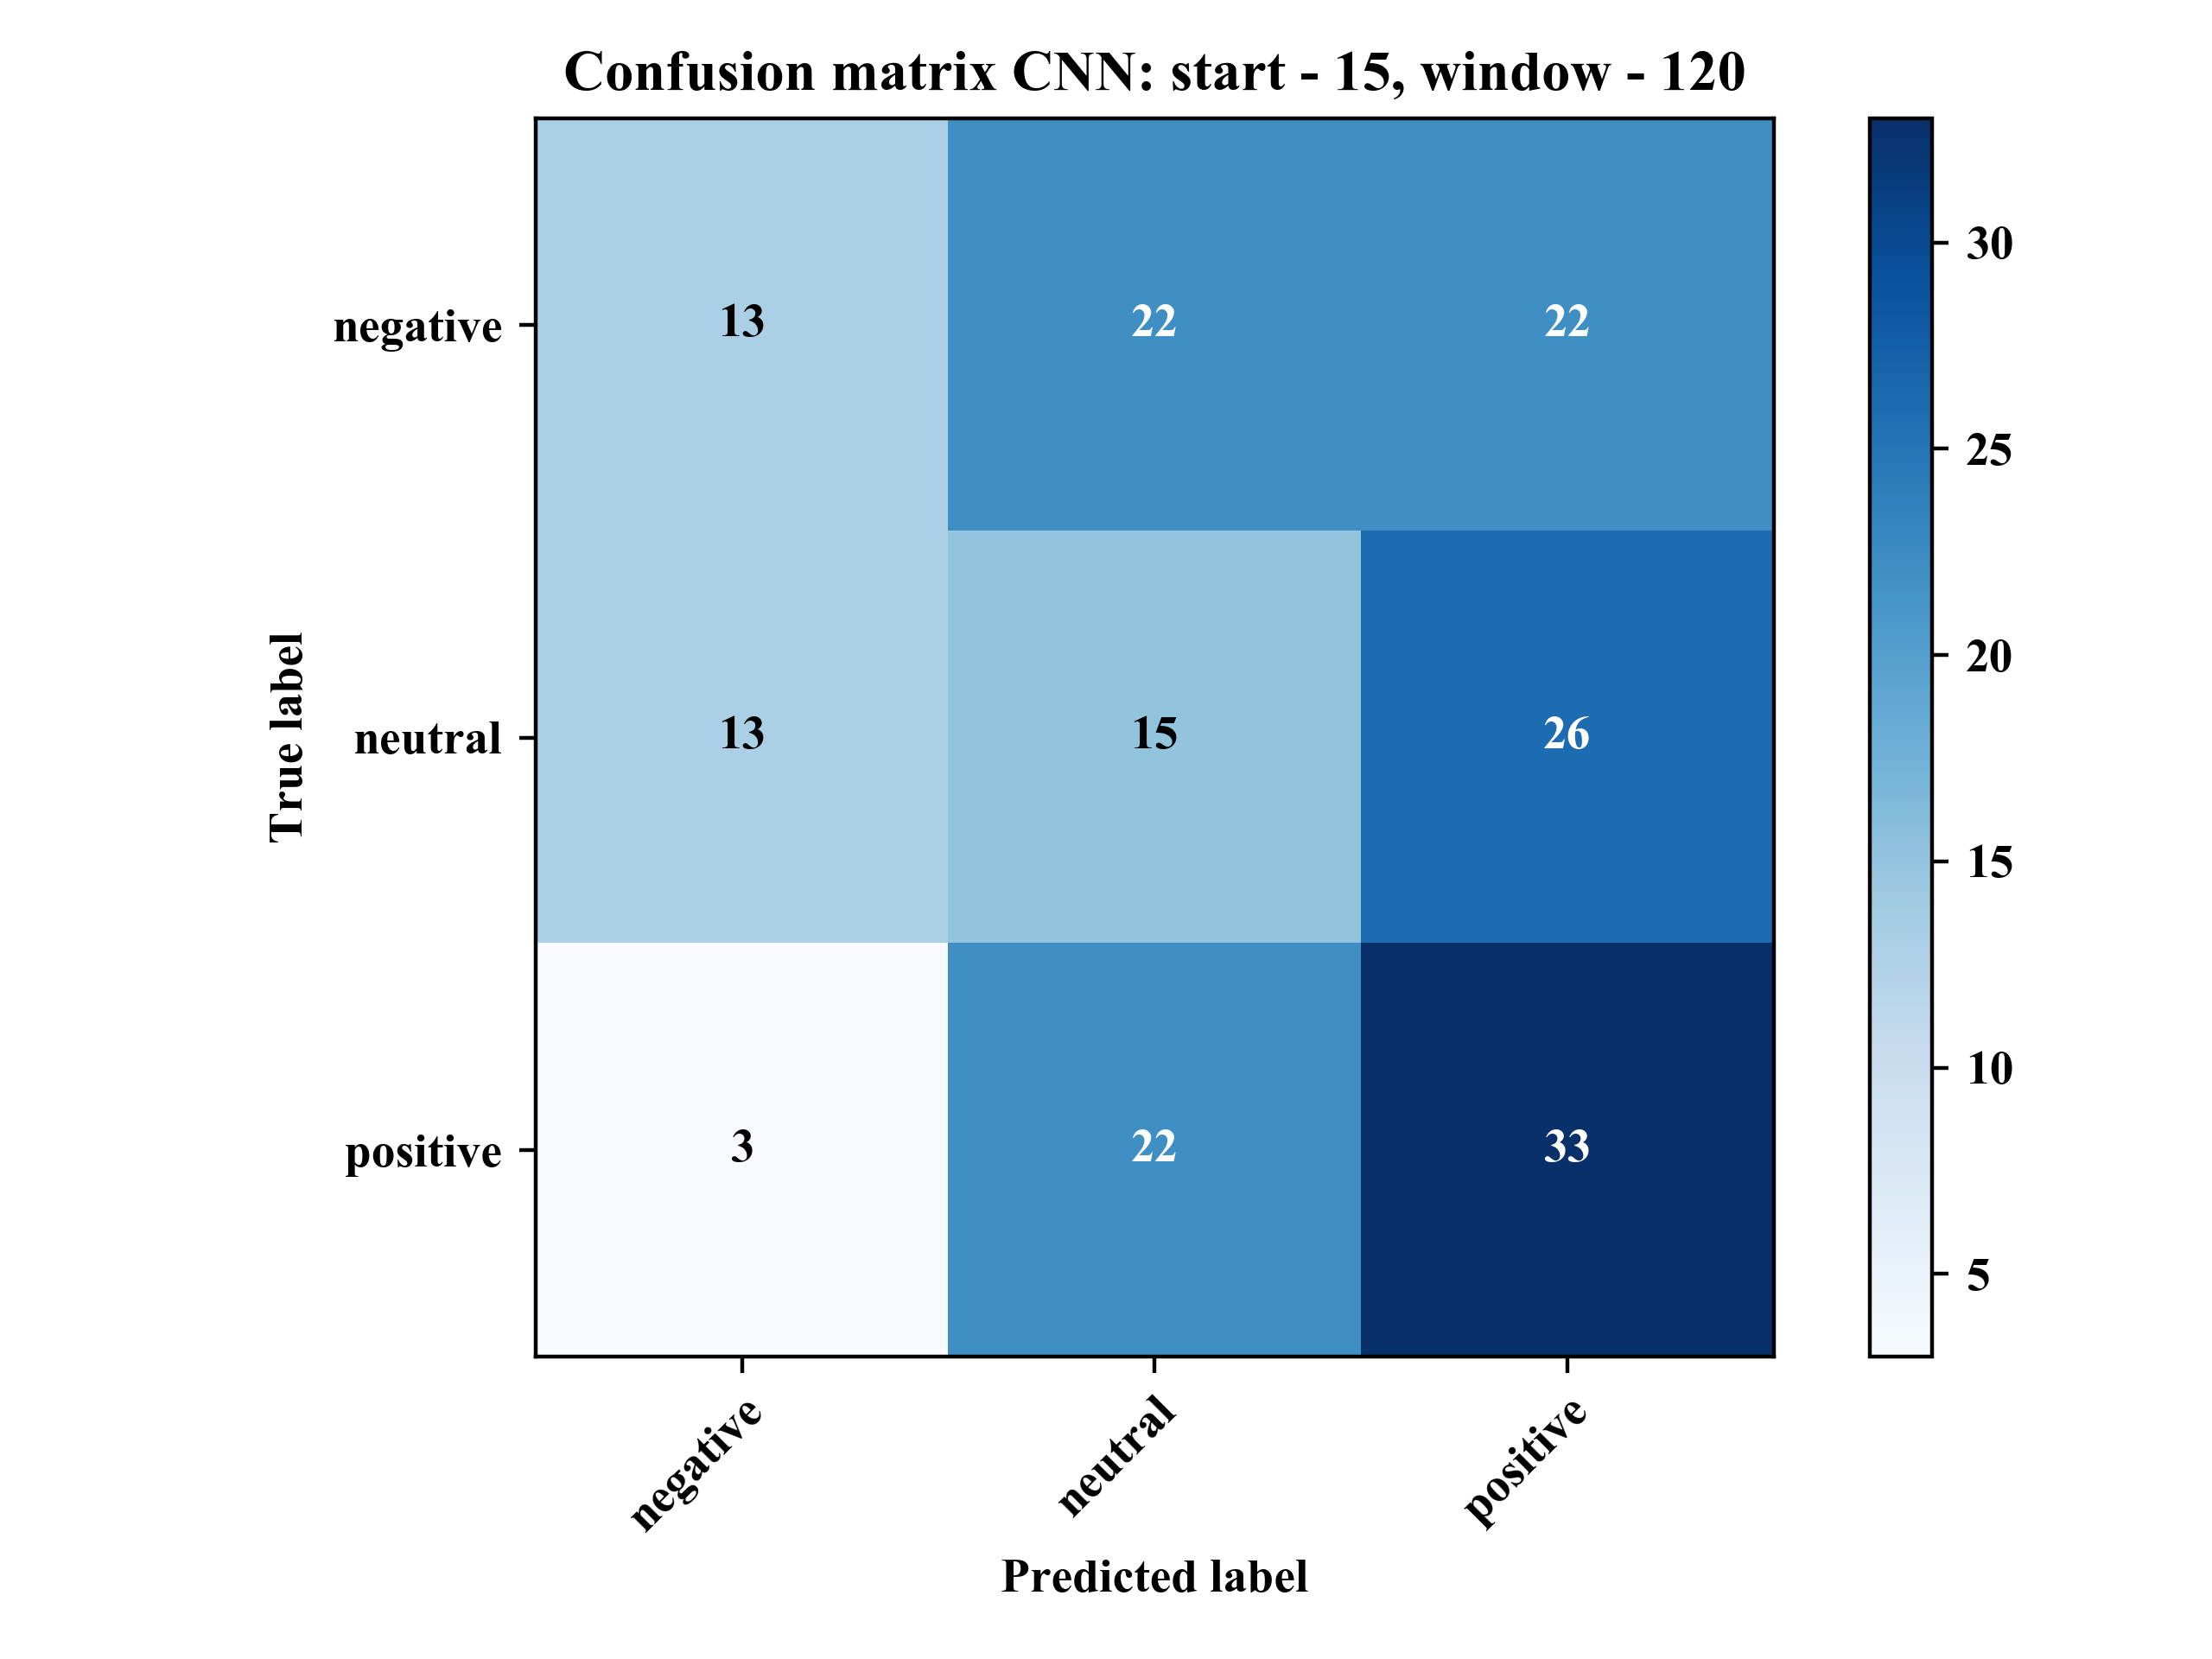 Confusion matrix CNN: start - 15, window - 120
negative 13 22 22
neutral 13 15 26
positive 3 22 33
True label
negative neutral positive
Predicted label
30
25
20
15
10
5